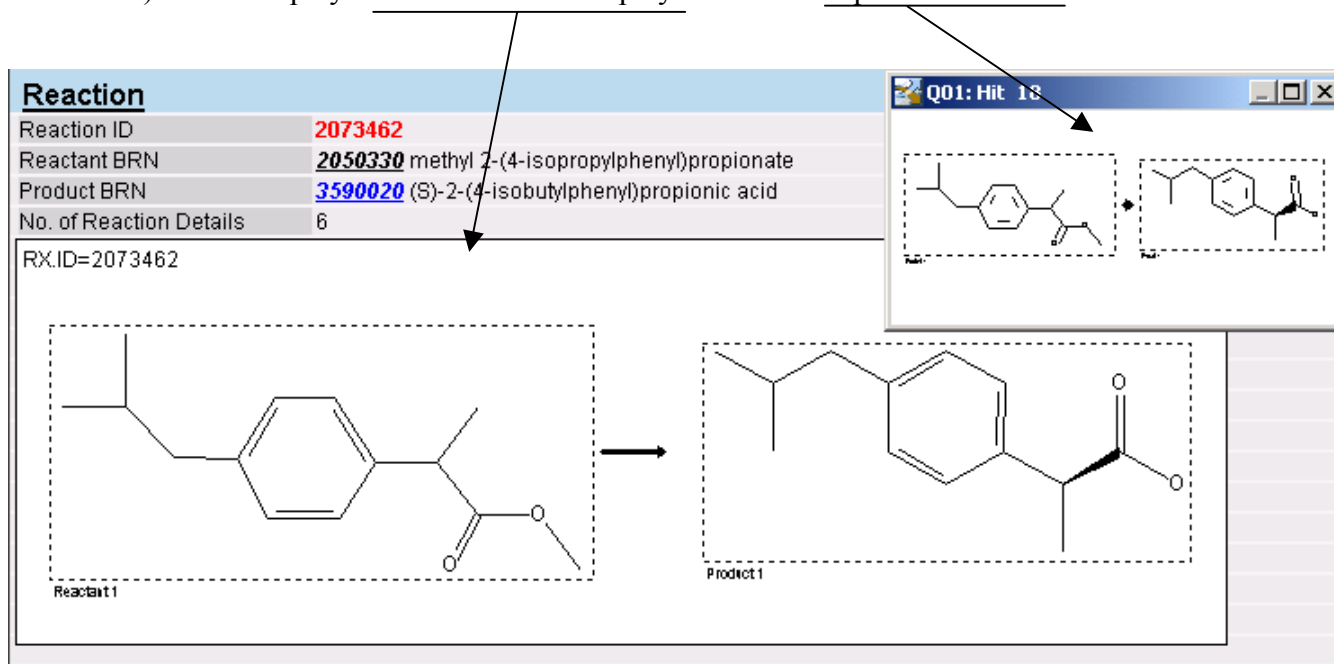 Reaction
Q01: Hit 18
Reaction ID 2073462
Reactant BRN 2050330 methyl 2-(4-isopropylphenyl)propionate
Product BRN 3590020 (S)-2-(4-isobutylphenyl)propionic acid
No. of Reaction Details 6
RX.ID=2073462
O
O
O
O
Reactant 1
Product 1